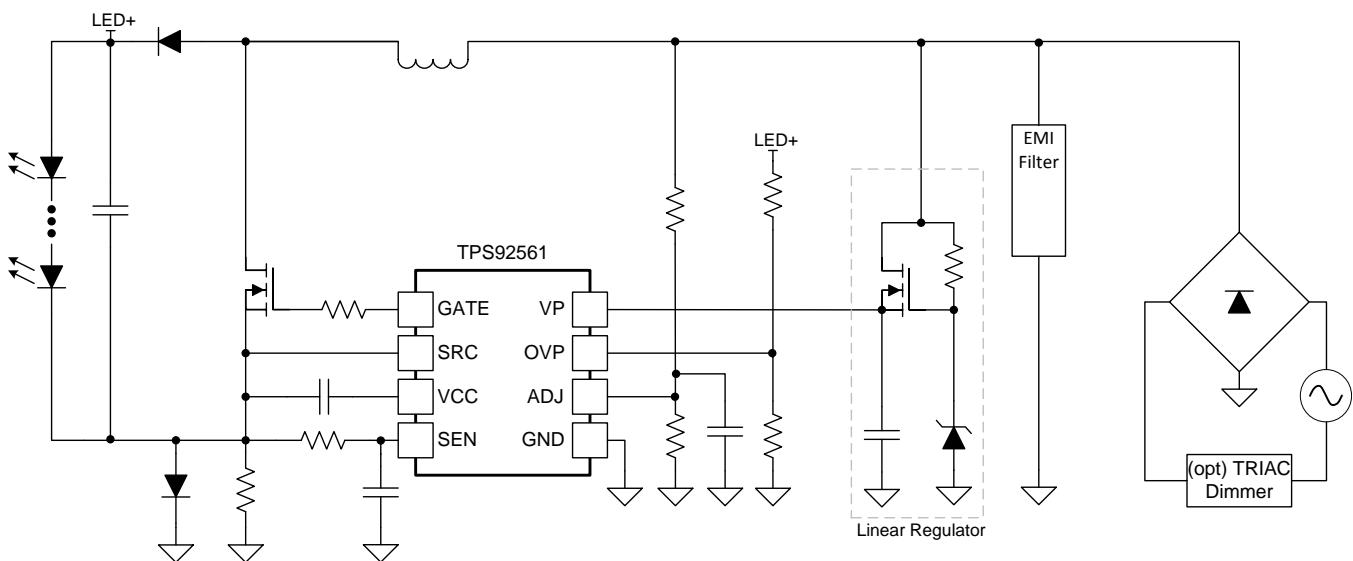 LED+
LED+
EMI
Filter
TPS92561
GATE
VP
SRC
OVP
VCC
ADJ
SEN
GND
(opt) TRIAC
Dimmer
Linear Regulator